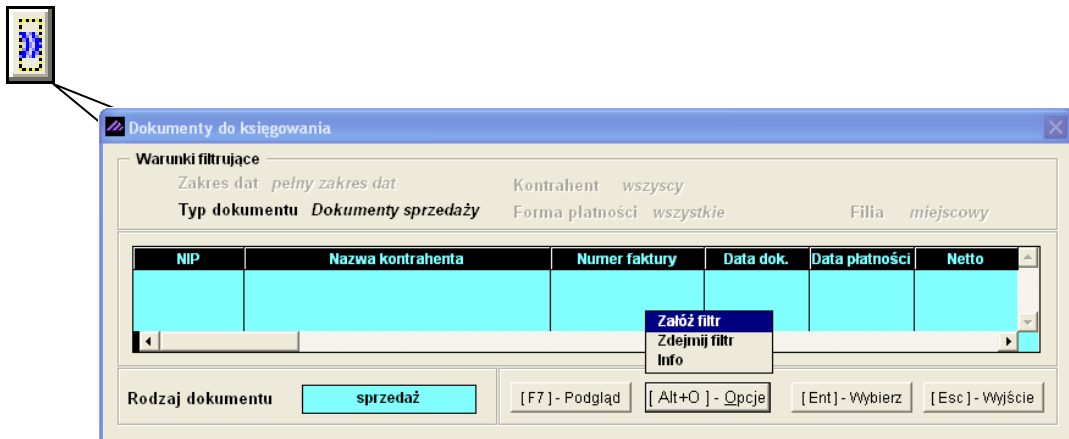 Dokumenty do księgowania
Warunki filtrujące
Zakres dat pełny zakres dat Kontrahent wszyscy
Typ dokumentu Dokumenty sprzedaży Forma płatności wszystkie Filia miejscowy
NIP Nazwa kontrahenta Numer faktury Data dok. Data płatności Netto
Załóż filtr
Zdejmij filtr
Info
Rodzaj dokumentu sprzedaż [ F7 ] - Podgląd [ Alt+O ] - Opcje [ Ent ] - Wybierz [ Esc ] - Wyjście